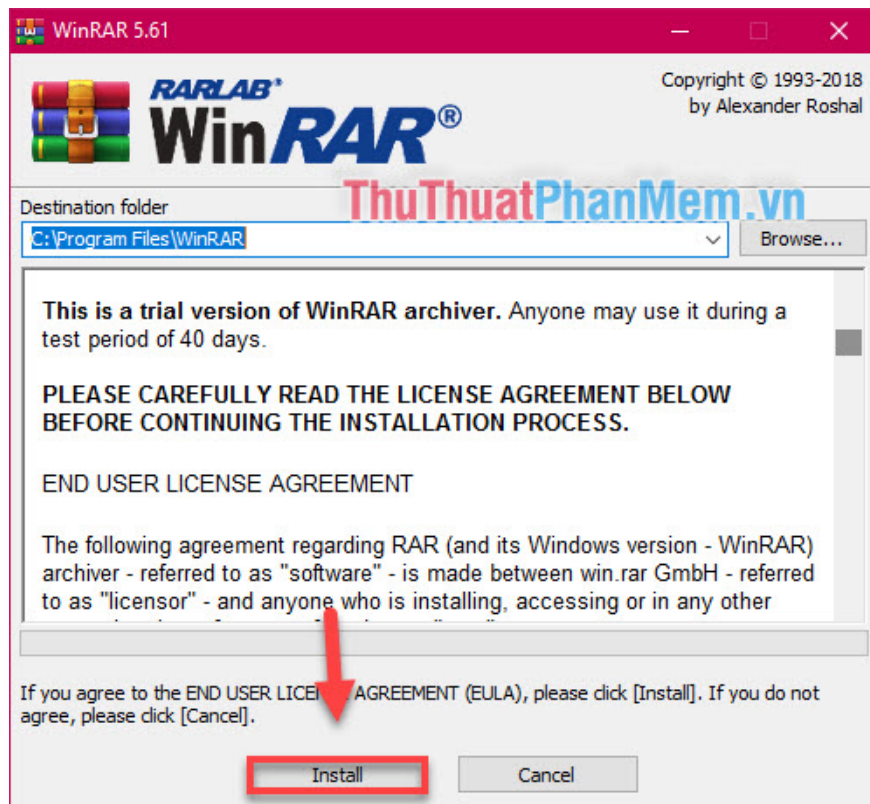 WinRAR 5.61
RARLAB®
WinRAR®
Copyright © 1993-2018
by Alexander Roshal
ThuThuatPhanMem.vn
Destination folder
C:\Program Files\WinRAR
Browse...
This is a trial version of WinRAR archiver. Anyone may use it during a
test period of 40 days.
PLEASE CAREFULLY READ THE LICENSE AGREEMENT BELOW
BEFORE CONTINUING THE INSTALLATION PROCESS.
END USER LICENSE AGREEMENT
The following agreement regarding RAR (and its Windows version - WinRAR)
archiver - referred to as "software" - is made between win.rar GmbH - referred
to as "licensor" - and anyone who is installing, accessing or in any other
If you agree to the END USER AGREEMENT (EULA), please click [Install]. If you do not
agree, please click [Cancel].
Install
Cancel